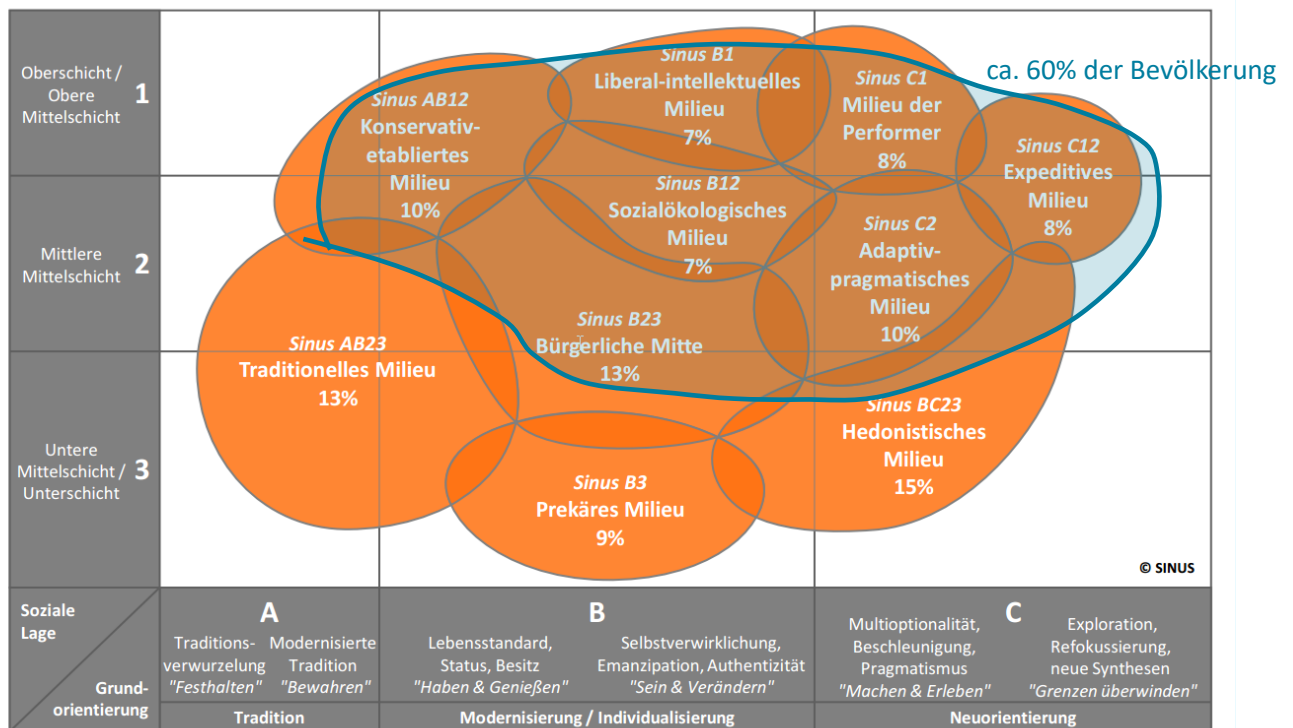 Oberschicht /
Obere
Mittelschicht
1
Mittlere
Mittelschicht
2
Untere
Mittelschicht /
Unterschicht
3
ca. 60% der Bevölkerung
Sinus AB12
Konservativ-
etabliertes
Milieu
10%
Sinus B1
Liberal-intellektuelles
Milieu
7%
Sinus C1
Milieu der
Performer
8%
Sinus C12
Expeditives
Milieu
8%
Sinus B12
Sozialökologisches
Milieu
7%
Sinus C2
Adaptiv-
pragmatisches
Milieu
10%
Sinus AB23
Traditionelles Milieu
13%
Sinus B23
Bürgerliche Mitte
13%
Sinus BC23
Hedonistisches
Milieu
15%
Sinus B3
Prekäres Milieu
9%
© SINUS
Soziale
Lage
Grund-
orientierung
A
Traditions-
verwurzelung
"Festhalten"
Modernisierte
Tradition
"Bewahren"
Tradition
B
Lebensstandard,
Status, Besitz
"Haben & Genießen"
Selbstverwirklichung,
Emanzipation, Authentizität
"Sein & Verändern"
Modernisierung / Individualisierung
C
Multioptionalität,
Beschleunigung,
Pragmatismus
"Machen & Erleben"
Exploration,
Refokussierung,
neue Synthesen
"Grenzen überwinden"
Neuorientierung